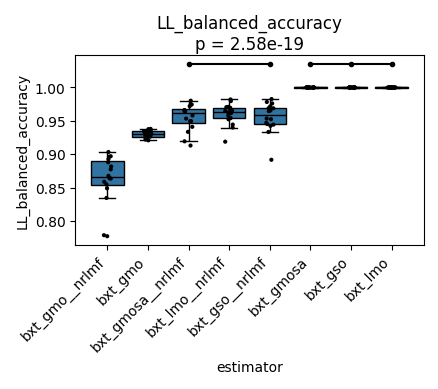 LL_balanced_accuracy
p = 2.58e-19
LL_balanced_accuracy
1.00
0.95
0.90
0.85
0.80
bxt_gmo__nrlmf
bxt_gmo
bxt_gmosa__nrlmf
bxt_lmo__nrlmf
bxt_gso__nrlmf
bxt_gmosa
bxt_gso
bxt_lmo
estimator